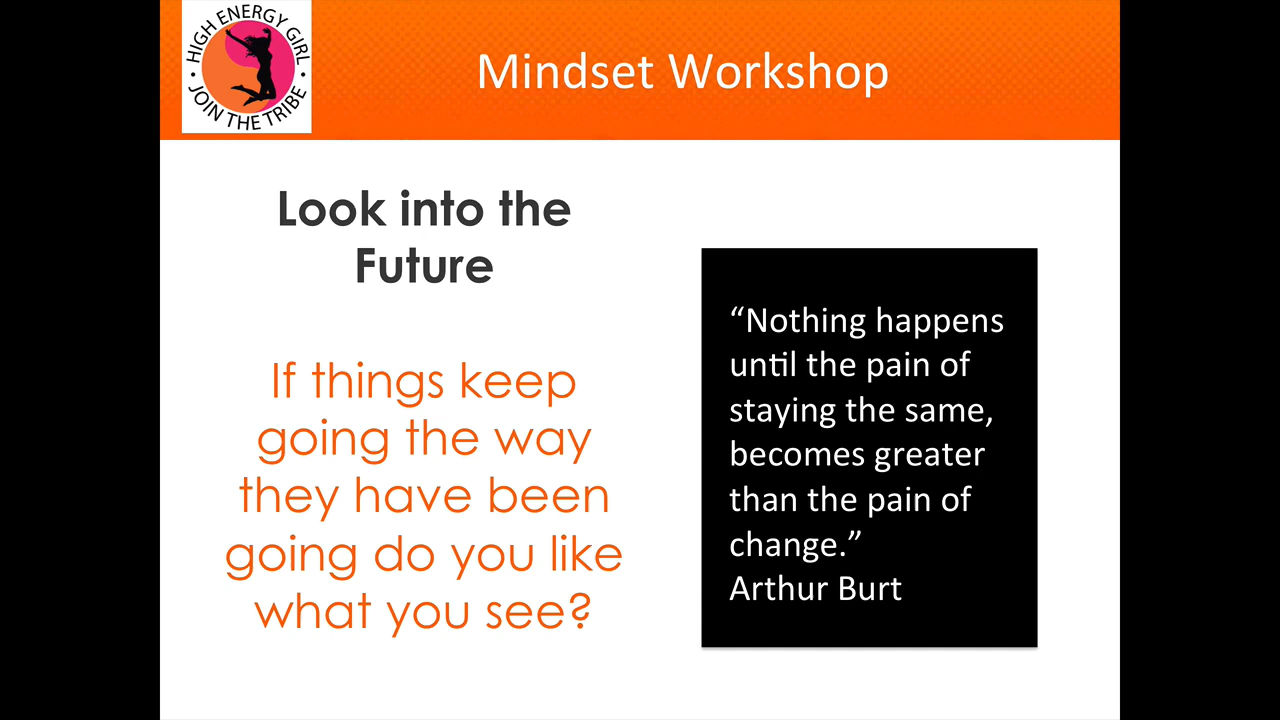 HIGH ENERGY GIRL
• JOIN THE TRIBE •
Mindset Workshop
Look into the
Future
If things keep
going the way
they have been
going do you like
what you see?
“Nothing happens
until the pain of
staying the same,
becomes greater
than the pain of
change.”
Arthur Burt